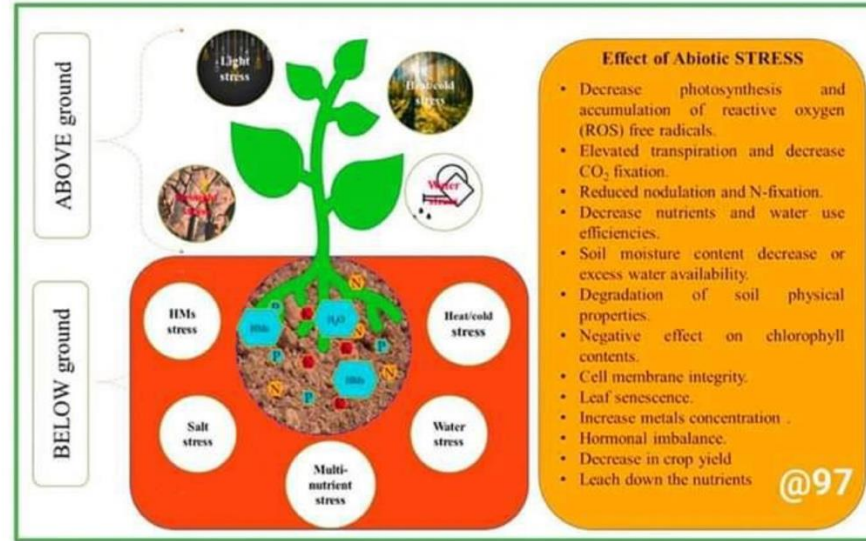 ABOVE ground
Light
stress
Heat/cold
stress
Drought
stress
Water
stress
BELOW ground
HMs
stress
Heat/cold
stress
Salt
stress
Water
stress
Multi-
nutrient
stress
N
P
HMs
H₂O
N
P
P
HMs
N
N
P
Effect of Abiotic STRESS
• Decrease photosynthesis and
accumulation of reactive oxygen
(ROS) free radicals.
• Elevated transpiration and decrease
CO₂ fixation.
• Reduced nodulation and N-fixation.
• Decrease nutrients and water use
efficiencies.
• Soil moisture content decrease or
excess water availability.
• Degradation of soil physical
properties.
• Negative effect on chlorophyll
contents.
• Cell membrane integrity.
• Leaf senescence.
• Increase metals concentration .
• Hormonal imbalance.
• Decrease in crop yield
• Leach down the nutrients
@97